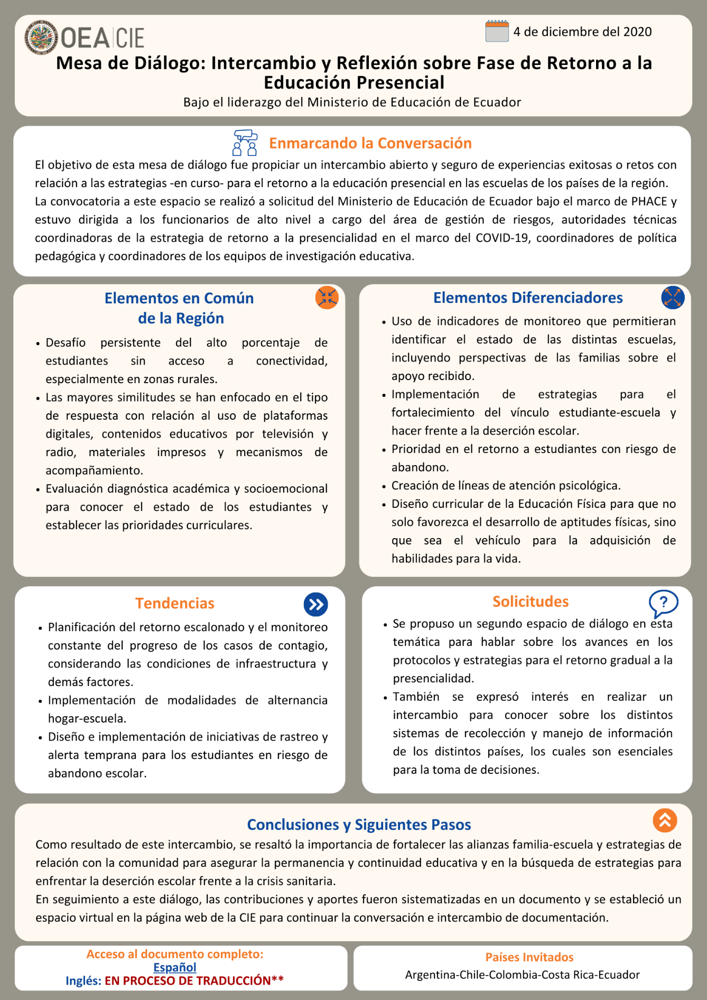 OEA|CIE
4 de diciembre del 2020
Mesa de Diálogo: Intercambio y Reflexión sobre Fase de Retorno a la
Educación Presencial
Bajo el liderazgo del Ministerio de Educación de Ecuador
Enmarcando la Conversación
El objetivo de esta mesa de diálogo fue propiciar un intercambio abierto y seguro de experiencias exitosas o retos con
relación a las estrategias -en curso- para el retorno a la educación presencial en las escuelas de los países de la región.
La convocatoria a este espacio se realizó a solicitud del Ministerio de Educación de Ecuador bajo el marco de PHACE y
estuvo dirigida a los funcionarios de alto nivel a cargo del área de gestión de riesgos, autoridades técnicas
coordinadoras de la estrategia de retorno a la presencialidad en el marco del COVID-19, coordinadores de política
pedagógica y coordinadores de los equipos de investigación educativa.
Elementos en Común
de la Región
• Desafío persistente del alto porcentaje de
estudiantes sin acceso a conectividad,
especialmente en zonas rurales.
• Las mayores similitudes se han enfocado en el tipo
de respuesta con relación al uso de plataformas
digitales, contenidos educativos por televisión y
radio, materiales impresos y mecanismos de
acompañamiento.
• Evaluación diagnóstica académica y socioemocional
para conocer el estado de los estudiantes y
establecer las prioridades curriculares.
Elementos Diferenciadores
• Uso de indicadores de monitoreo que permitieran
identificar el estado de las distintas escuelas,
incluyendo perspectivas de las familias sobre el
apoyo recibido.
• Implementación de estrategias para el
fortalecimiento del vínculo estudiante-escuela y
hacer frente a la deserción escolar.
• Prioridad en el retorno a estudiantes con riesgo de
abandono.
• Creación de líneas de atención psicológica.
• Diseño curricular de la Educación Física para que no
solo favorezca el desarrollo de aptitudes físicas, sino
que sea el vehículo para la adquisición de
habilidades para la vida.
Tendencias
• Planificación del retorno escalonado y el monitoreo
constante del progreso de los casos de contagio,
considerando las condiciones de infraestructura y
demás factores.
• Implementación de modalidades de alternancia
hogar-escuela.
• Diseño e implementación de iniciativas de rastreo y
alerta temprana para los estudiantes en riesgo de
abandono escolar.
Solicitudes
• Se propuso un segundo espacio de diálogo en esta
temática para hablar sobre los avances en los
protocolos y estrategias para el retorno gradual a la
presencialidad.
• También se expresó interés en realizar un
intercambio para conocer sobre los distintos
sistemas de recolección y manejo de información
de los distintos países, los cuales son esenciales
para la toma de decisiones.
Conclusiones y Siguientes Pasos
Como resultado de este intercambio, se resaltó la importancia de fortalecer las alianzas familia-escuela y estrategias de
relación con la comunidad para asegurar la permanencia y continuidad educativa y en la búsqueda de estrategias para
enfrentar la deserción escolar frente a la crisis sanitaria.
En seguimiento a este diálogo, las contribuciones y aportes fueron sistematizadas en un documento y se estableció un
espacio virtual en la página web de la CIE para continuar la conversación e intercambio de documentación.
Acceso al documento completo:
Español
Inglés: EN PROCESO DE TRADUCCIÓN**
Países Invitados
Argentina-Chile-Colombia-Costa Rica-Ecuador